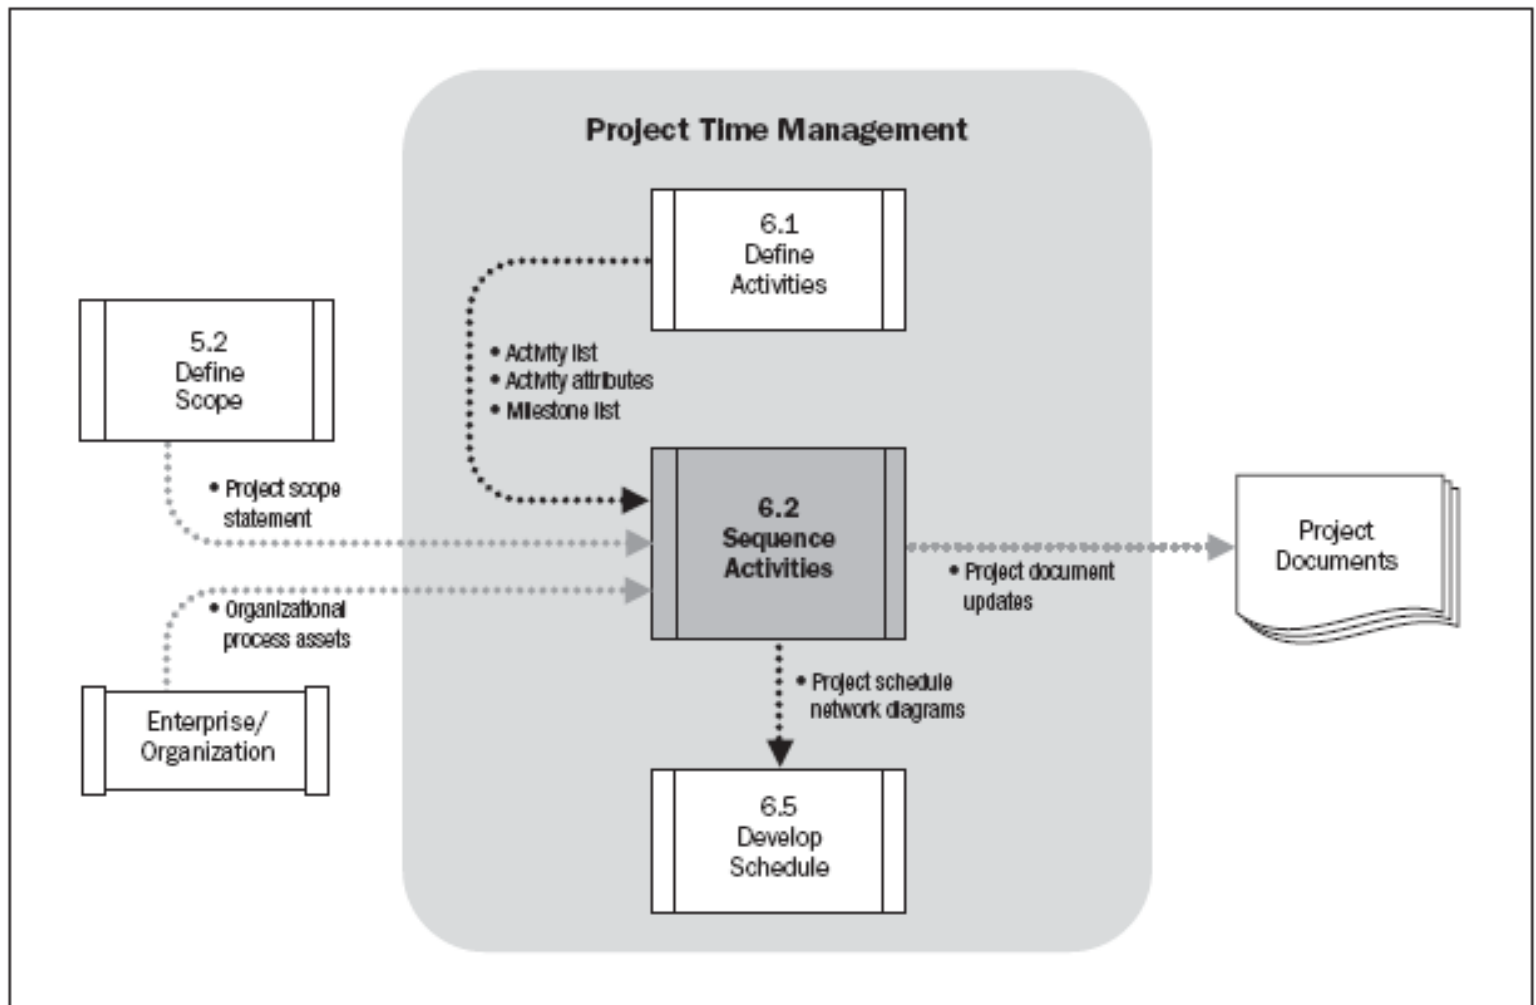 Project Time Management
6.1
Define
Activities
5.2
Define
Scope
• Activity list
• Activity attributes
• Milestone list
• Project scope
statement
6.2
Sequence
Activities
Project
Documents
• Project document
updates
• Organizational
process assets
• Project schedule
network diagrams
Enterprise/
Organization
6.5
Develop
Schedule